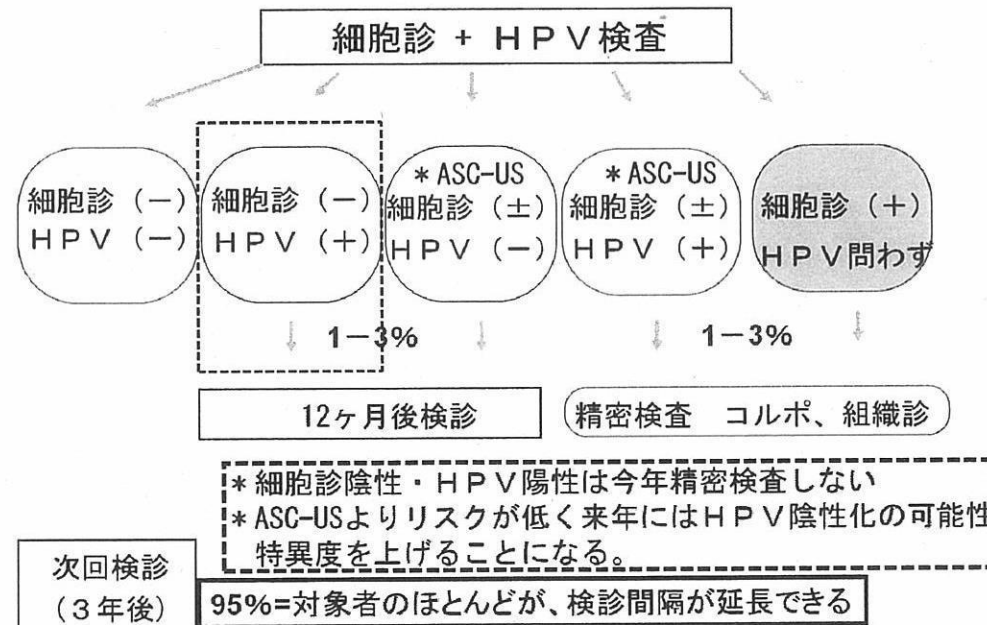 細胞診 + HPV検査
細胞診（－）
HPV（－）
細胞診（－）
HPV（＋）
＊ASC-US
細胞診（±）
HPV（－）
＊ASC-US
細胞診（±）
HPV（＋）
細胞診（＋）
HPV問わず
1－3%
1－3%
12ヶ月後検診
精密検査　コルポ、組織診
＊細胞診陰性・HPV陽性は今年精密検査しない
＊ASC-USよりリスクが低く来年にはHPV陰性化の可能性
特異度を上げることになる。
次回検診
（3年後）
95%=対象者のほとんどが、検診間隔が延長できる